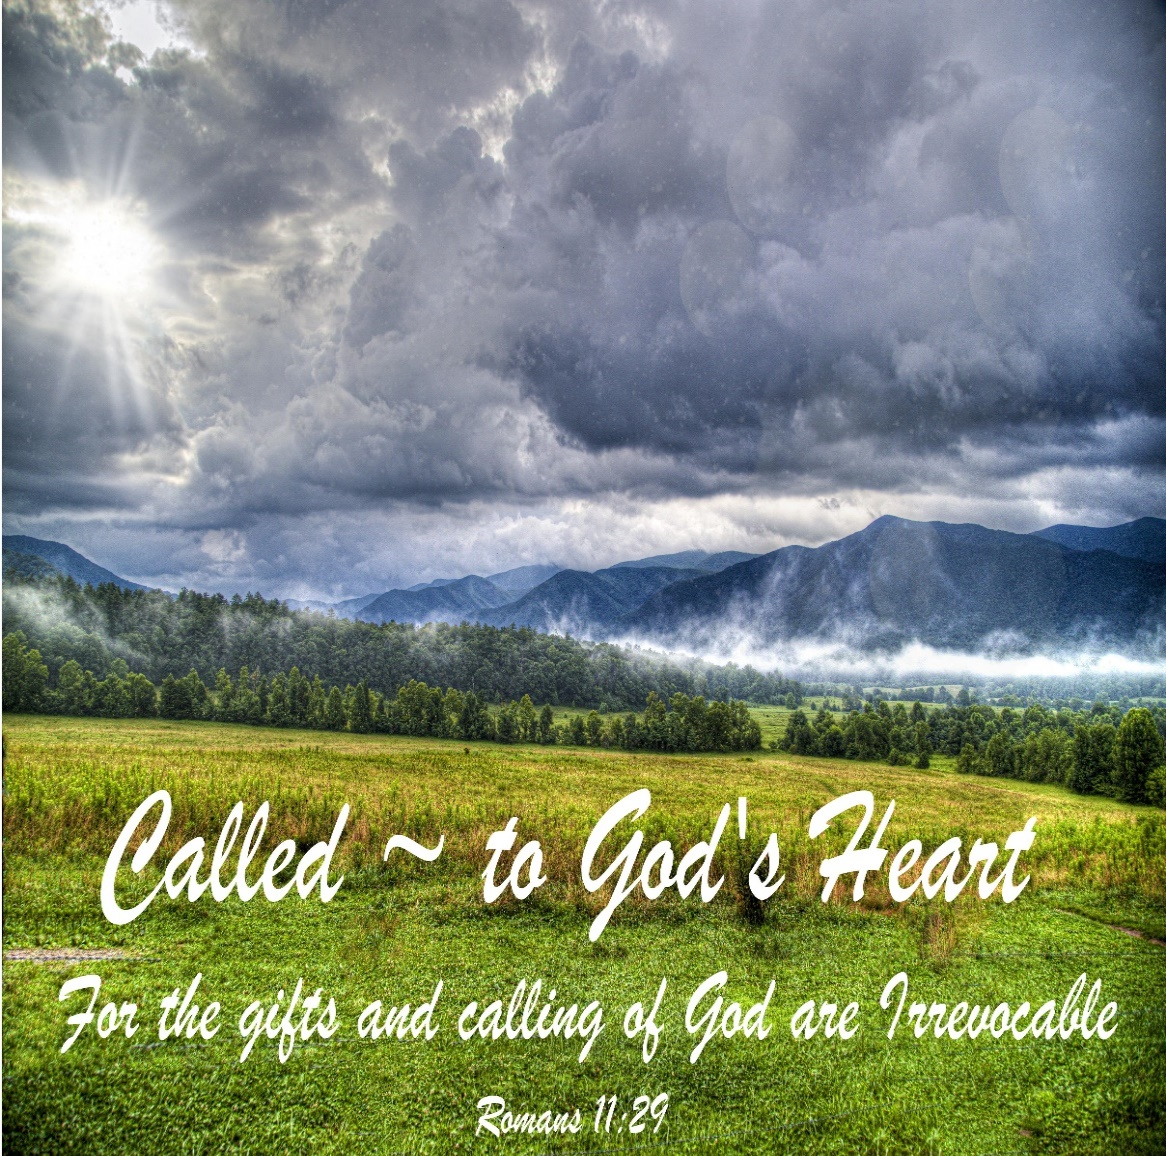 Called ~ to God's Heart
For the gifts and calling of God are Irrevocable
Romans 11:29